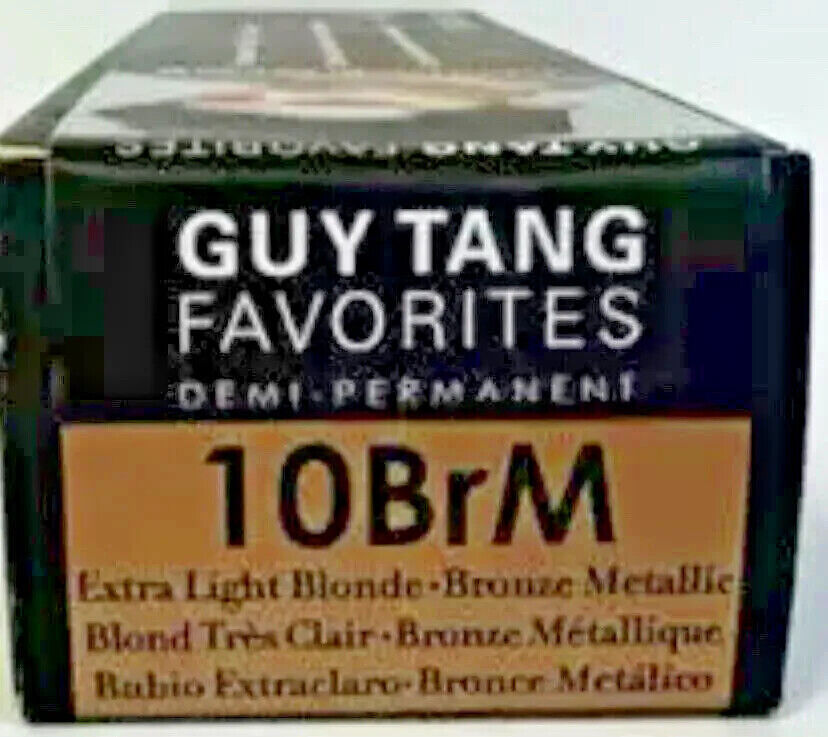 GUY TANG
FAVORITES
DEMI-PERMANENT
10BrM
Extra Light Blonde•Bronze Metallic
Blond Très Clair•Bronze Métallique
Rubio Extraclaro•Bronce Metálico